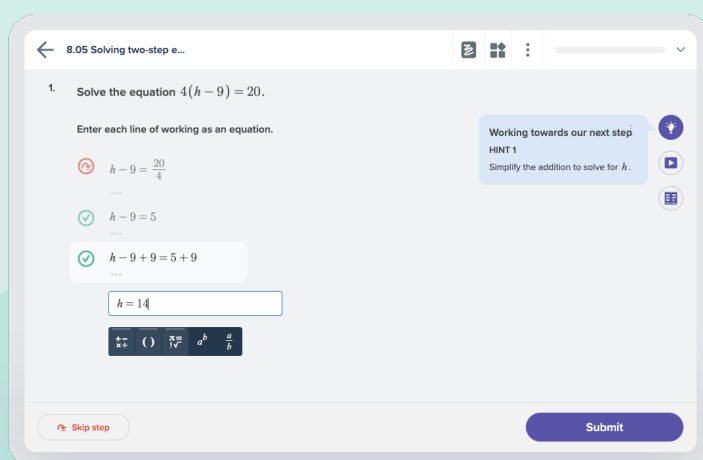 8.05 Solving two-step e...
1.
Solve the equation 4(h − 9) = 20.
Enter each line of working as an equation.
Working towards our next step
HINT 1
Simplify the addition to solve for h.
h − 9 = 20/4
...
h − 9 = 5
...
h − 9 + 9 = 5 + 9
...
h = 14
+− ×÷ ( ) π∞ !√ a^b a/b
Skip step
Submit